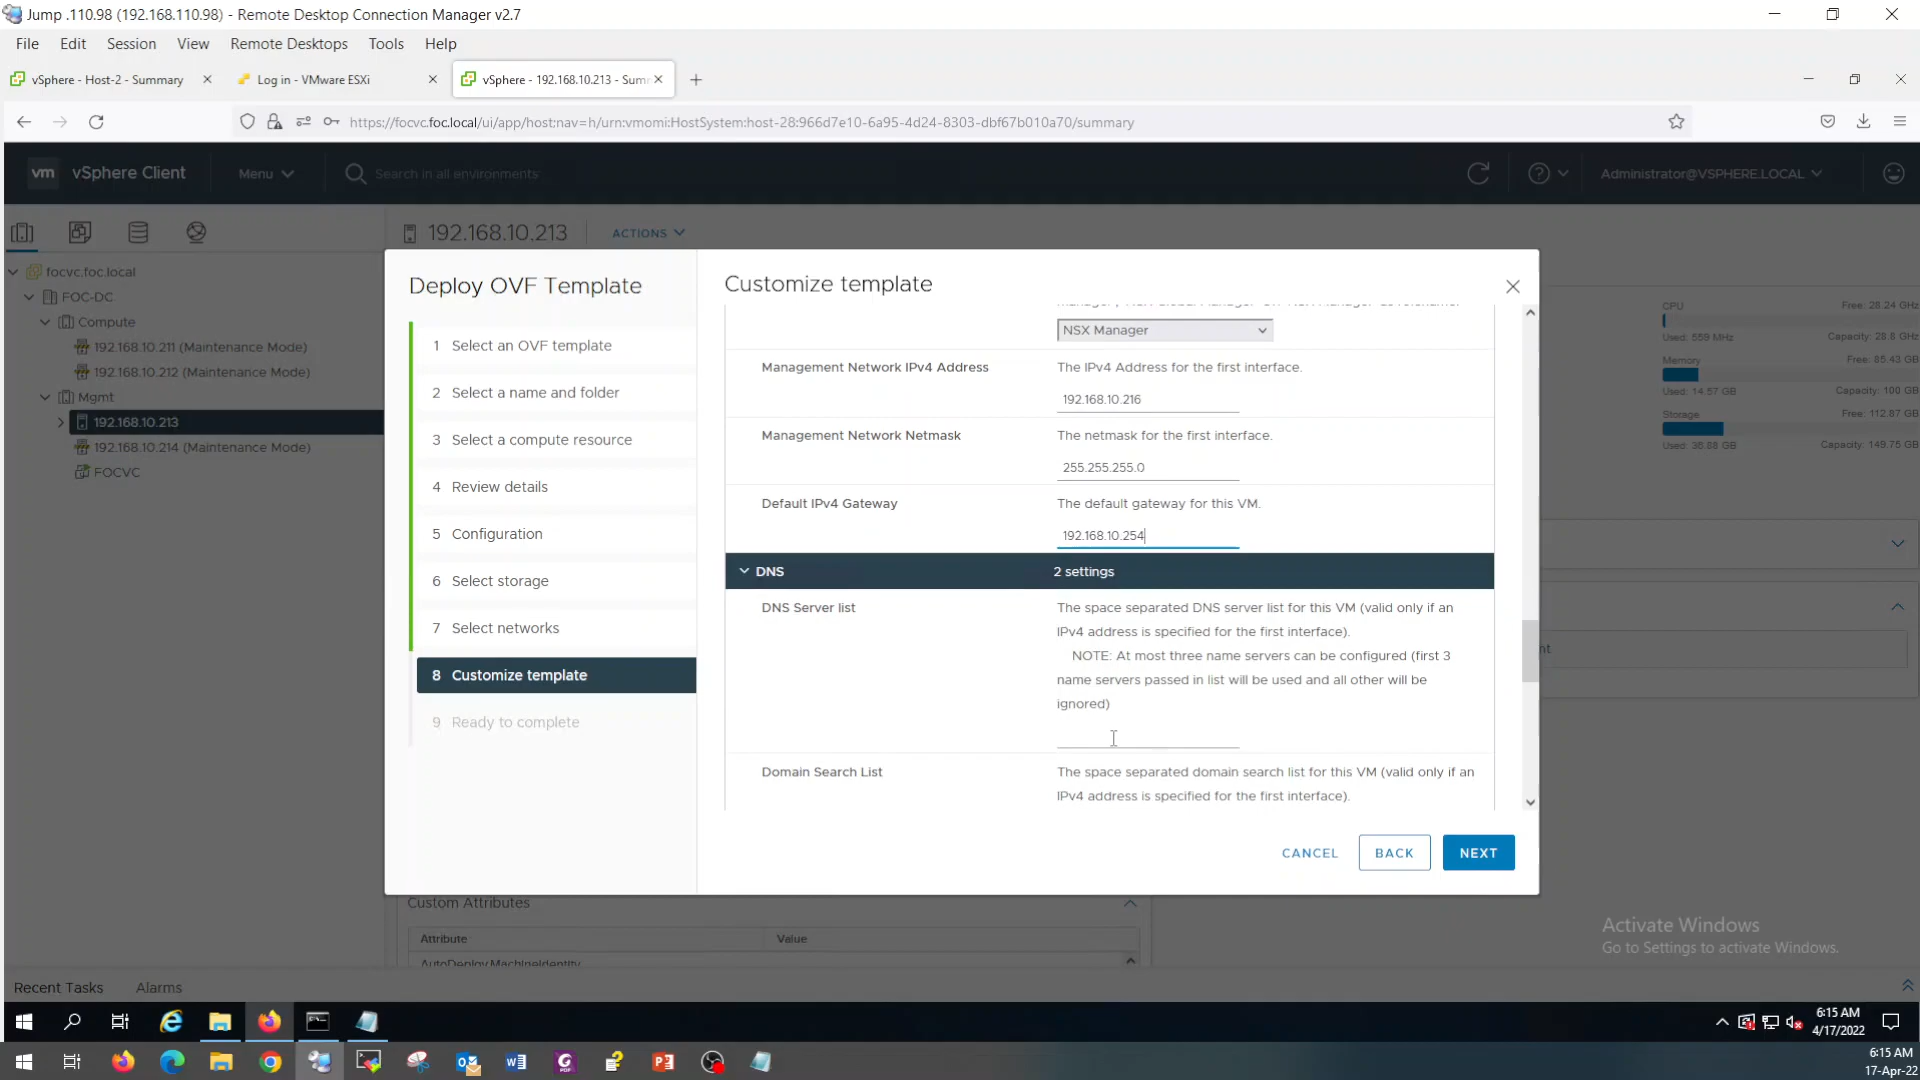 Jump .110.98 (192.168.110.98) - Remote Desktop Connection Manager v2.7
File Edit Session View Remote Desktops Tools Help
vSphere - Host-2 - Summary
Log in - VMware ESXi
vSphere - 192.168.10.213 - Summ
https://focvc.foc.local/ui/app/host;nav=h/urn:vmomi:HostSystem:host-28:966d7e10-6a95-4d24-8303-dbf67b010a70/summary
vm vSphere Client Menu Search in all environments Administrator@VSPHERE.LOCAL
192.168.10.213 ACTIONS
focvc.foc.local
FOC-DC
Compute
192.168.10.211 (Maintenance Mode)
192.168.10.212 (Maintenance Mode)
Mgmt
192.168.10.213
192.168.10.214 (Maintenance Mode)
FOCVC
Deploy OVF Template
1 Select an OVF template
2 Select a name and folder
3 Select a compute resource
4 Review details
5 Configuration
6 Select storage
7 Select networks
8 Customize template
9 Ready to complete
Customize template
NSX Manager
Management Network IPv4 Address
The IPv4 Address for the first interface.
192.168.10.216
Management Network Netmask
The netmask for the first interface.
255.255.255.0
Default IPv4 Gateway
The default gateway for this VM.
192.168.10.254
DNS 2 settings
DNS Server list
The space separated DNS server list for this VM (valid only if an
IPv4 address is specified for the first interface).
NOTE: At most three name servers can be configured (first 3
name servers passed in list will be used and all other will be
ignored)
Domain Search List
The space separated domain search list for this VM (valid only if an
IPv4 address is specified for the first interface).
CANCEL BACK NEXT
CPU Free: 28.24 GHz
Used: 559 MHz Capacity: 28.8 GHz
Memory Free: 85.43 GB
Used: 14.57 GB Capacity: 100 GB
Storage Free: 112.87 GB
Used: 36.88 GB Capacity: 149.75 GB
nt
Custom Attributes
Attribute Value
AutoDeploy.MachineIdentity
Activate Windows
Go to Settings to activate Windows.
Recent Tasks Alarms
6:15 AM
4/17/2022
6:15 AM
17-Apr-22